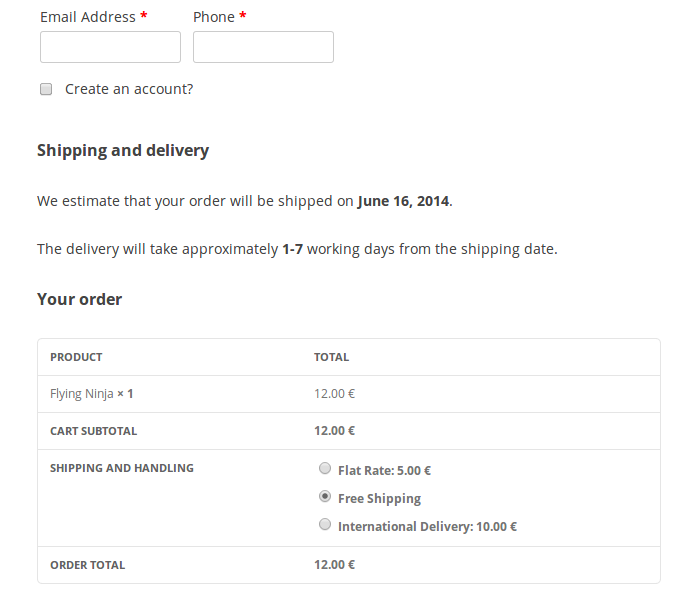 Email Address * Phone *
Create an account?
Shipping and delivery
We estimate that your order will be shipped on June 16, 2014.
The delivery will take approximately 1-7 working days from the shipping date.
Your order
PRODUCT TOTAL
Flying Ninja × 1 12.00 €
CART SUBTOTAL 12.00 €
SHIPPING AND HANDLING Flat Rate: 5.00 €
Free Shipping
International Delivery: 10.00 €
ORDER TOTAL 12.00 €